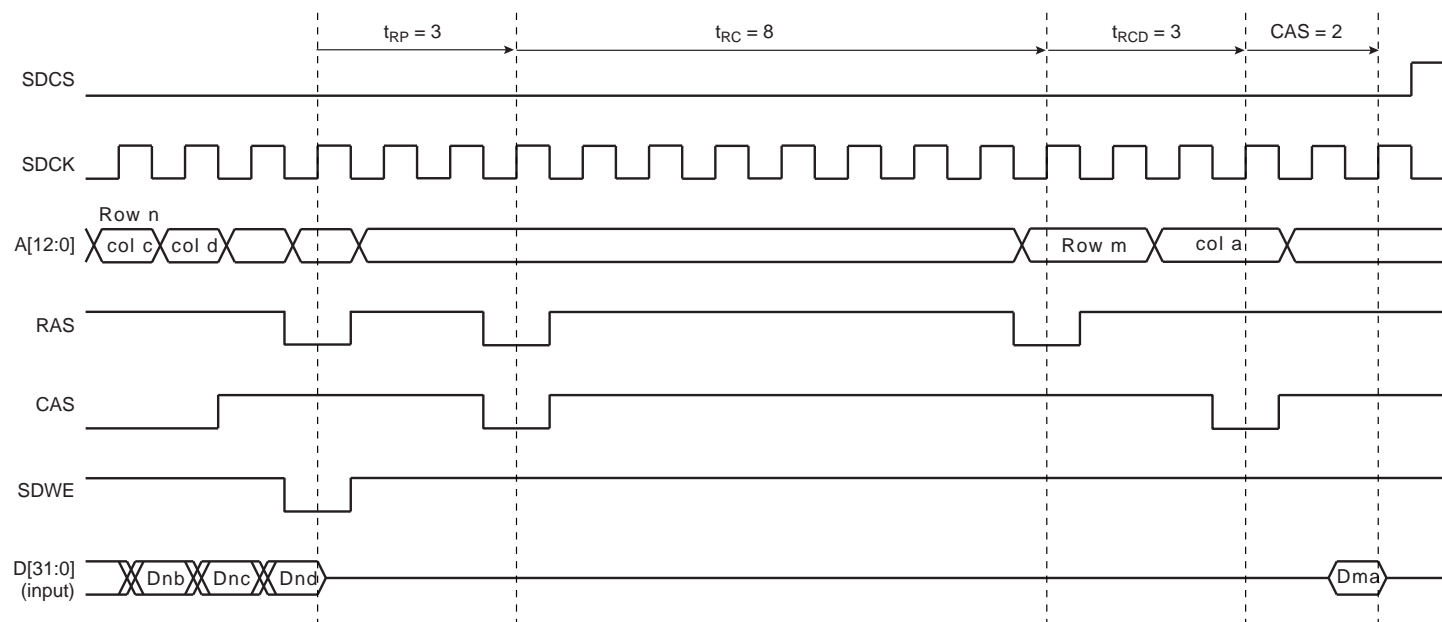 tRP = 3
tRC = 8
tRCD = 3
CAS = 2
SDCS
SDCK
Row n
A[12:0]
col c
col d
Row m
col a
RAS
CAS
SDWE
D[31:0]
(input)
Dnb
Dnc
Dnd
Dma